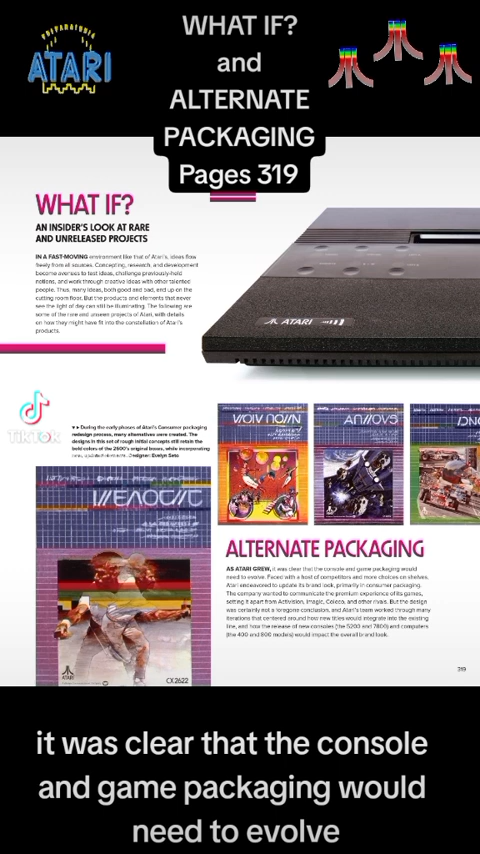 PREPARATORIA
ATARI
WHAT IF?
and
ALTERNATE
PACKAGING
Pages 319
WHAT IF?
AN INSIDER'S LOOK AT RARE
AND UNRELEASED PROJECTS
IN A FAST-MOVING environment like that of Atari's, ideas flow
freely from all sources. Concepting, research, and development
become avenues to test ideas, challenge previously-held
notions, and work through creative ideas with other talented
people. Thus, many ideas, both good and bad, end up on the
cutting room floor. But the products and elements that never
see the light of day can still be illuminating. The following are
some of the rare and unseen projects of Atari, with details
on how they might have fit into the constellation of Atari's
products.
ATARI
TikTok
During the early phases of Atari's Consumer packaging
redesign process, many alternatives were created. The
designs in this set of rough initial concepts still retain the
bold colors of the 2600's original boxes, while incorporating
Designer: Evelyn Seto
ATARI
CX2622
ALTERNATE PACKAGING
AS ATARI GREW, it was clear that the console and game packaging would
need to evolve. Faced with a host of competitors and more choices on shelves,
Atari endeavored to update its brand look, primarily in consumer packaging.
The company wanted to communicate the premium experience of its games,
setting it apart from Activision, Imagic, Coleco, and other rivals. But the design
was certainly not a foregone conclusion, and Atari's team worked through many
iterations that centered around how new titles would integrate into the existing
line, and how the release of new consoles (the 5200 and 7800) and computers
(the 400 and 800 models) would impact the overall brand look.
319
it was clear that the console
and game packaging would
need to evolve